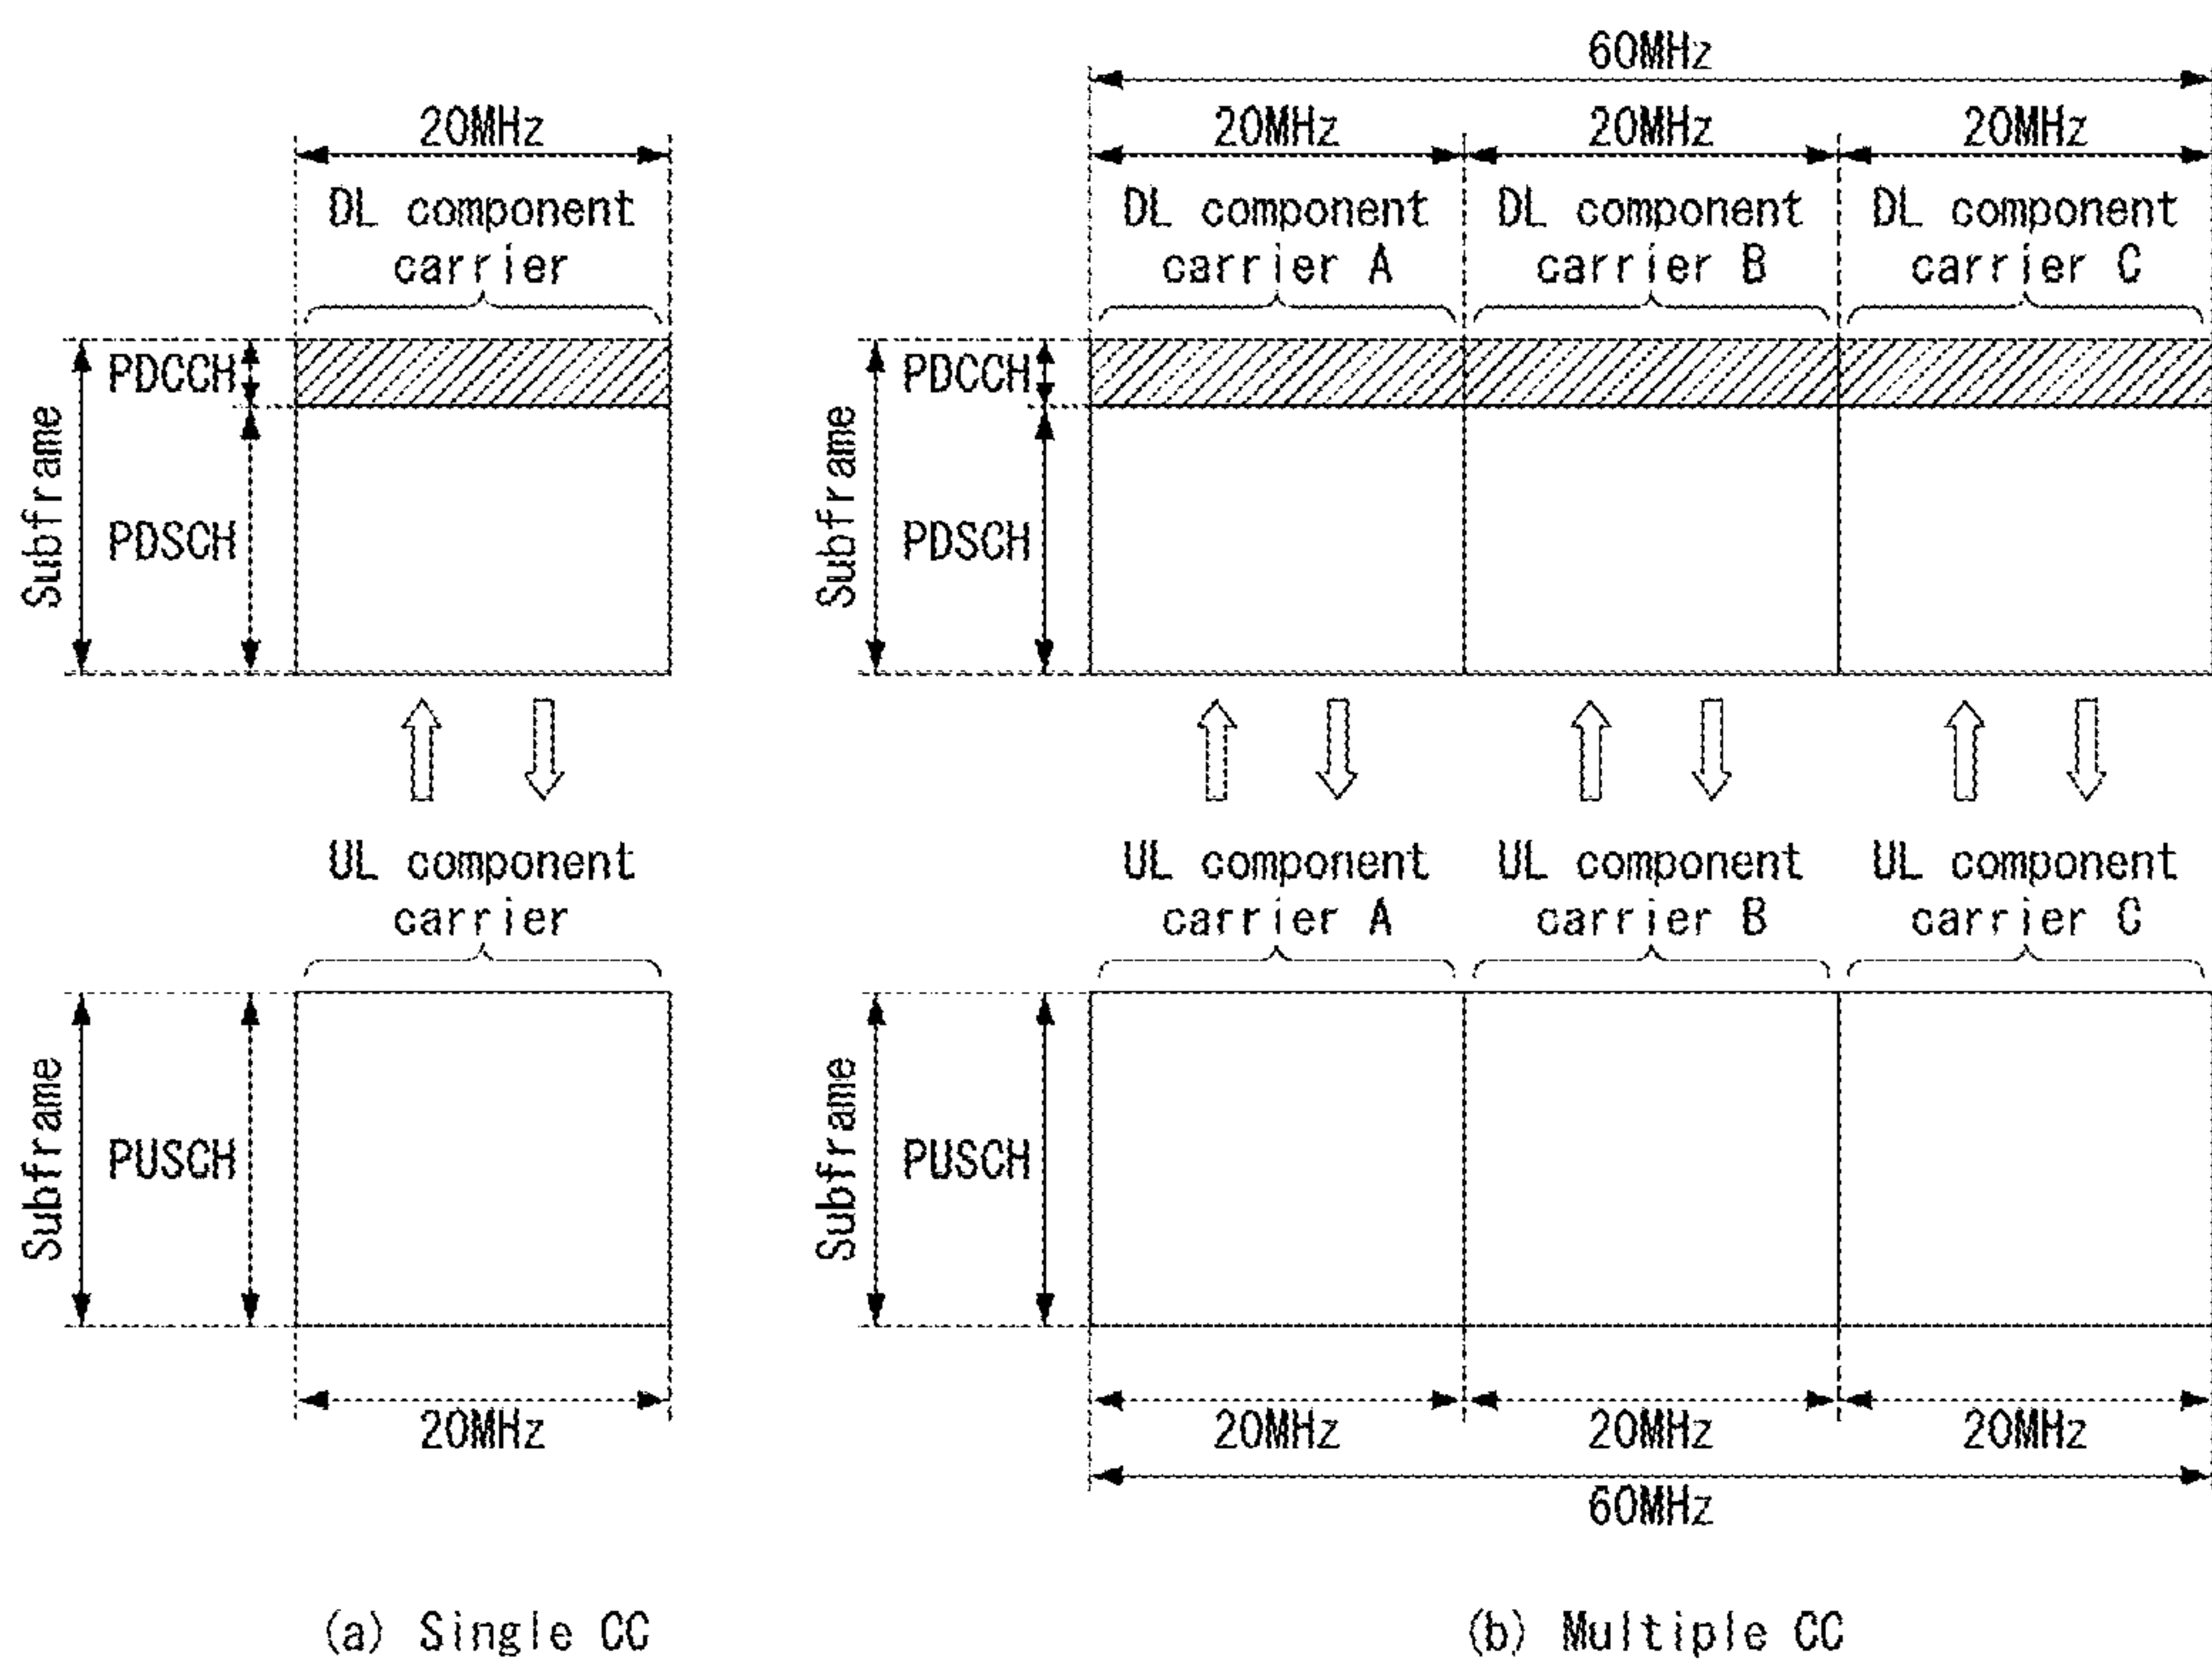 20MHz
DL component
carrier
PDCCH
PDSCH
Subframe
UL component
carrier
PUSCH
Subframe
20MHz
(a) Single CC
60MHz
20MHz
20MHz
20MHz
DL component
carrier A
DL component
carrier B
DL component
carrier C
PDCCH
PDSCH
Subframe
UL component
carrier A
UL component
carrier B
UL component
carrier C
PUSCH
Subframe
20MHz
20MHz
20MHz
60MHz
(b) Multiple CC